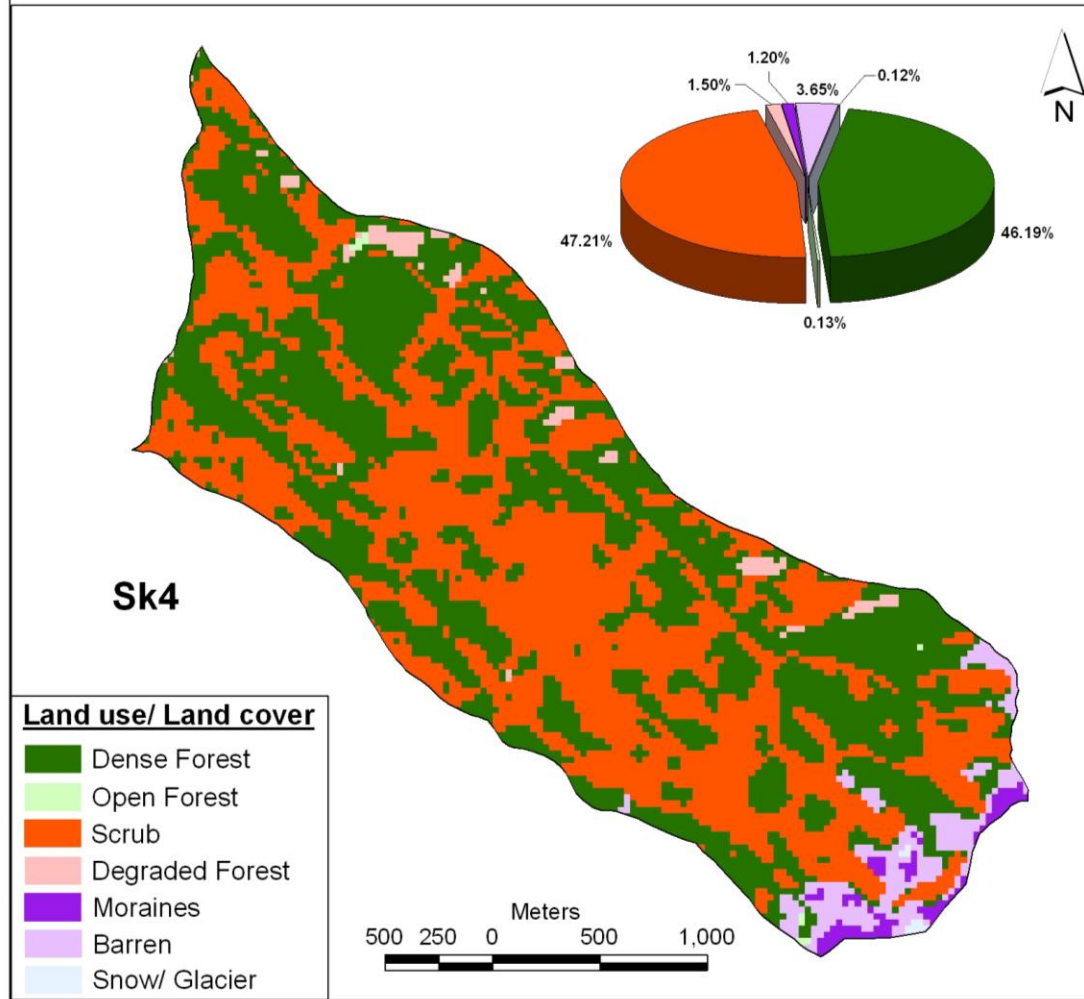 1.20%
1.50%
3.65%
0.12%
N
47.21%
46.19%
0.13%
Sk4
Land use/ Land cover
Dense Forest
Open Forest
Scrub
Degraded Forest
Moraines
Barren
Snow/ Glacier
Meters
500 250 0 500 1,000